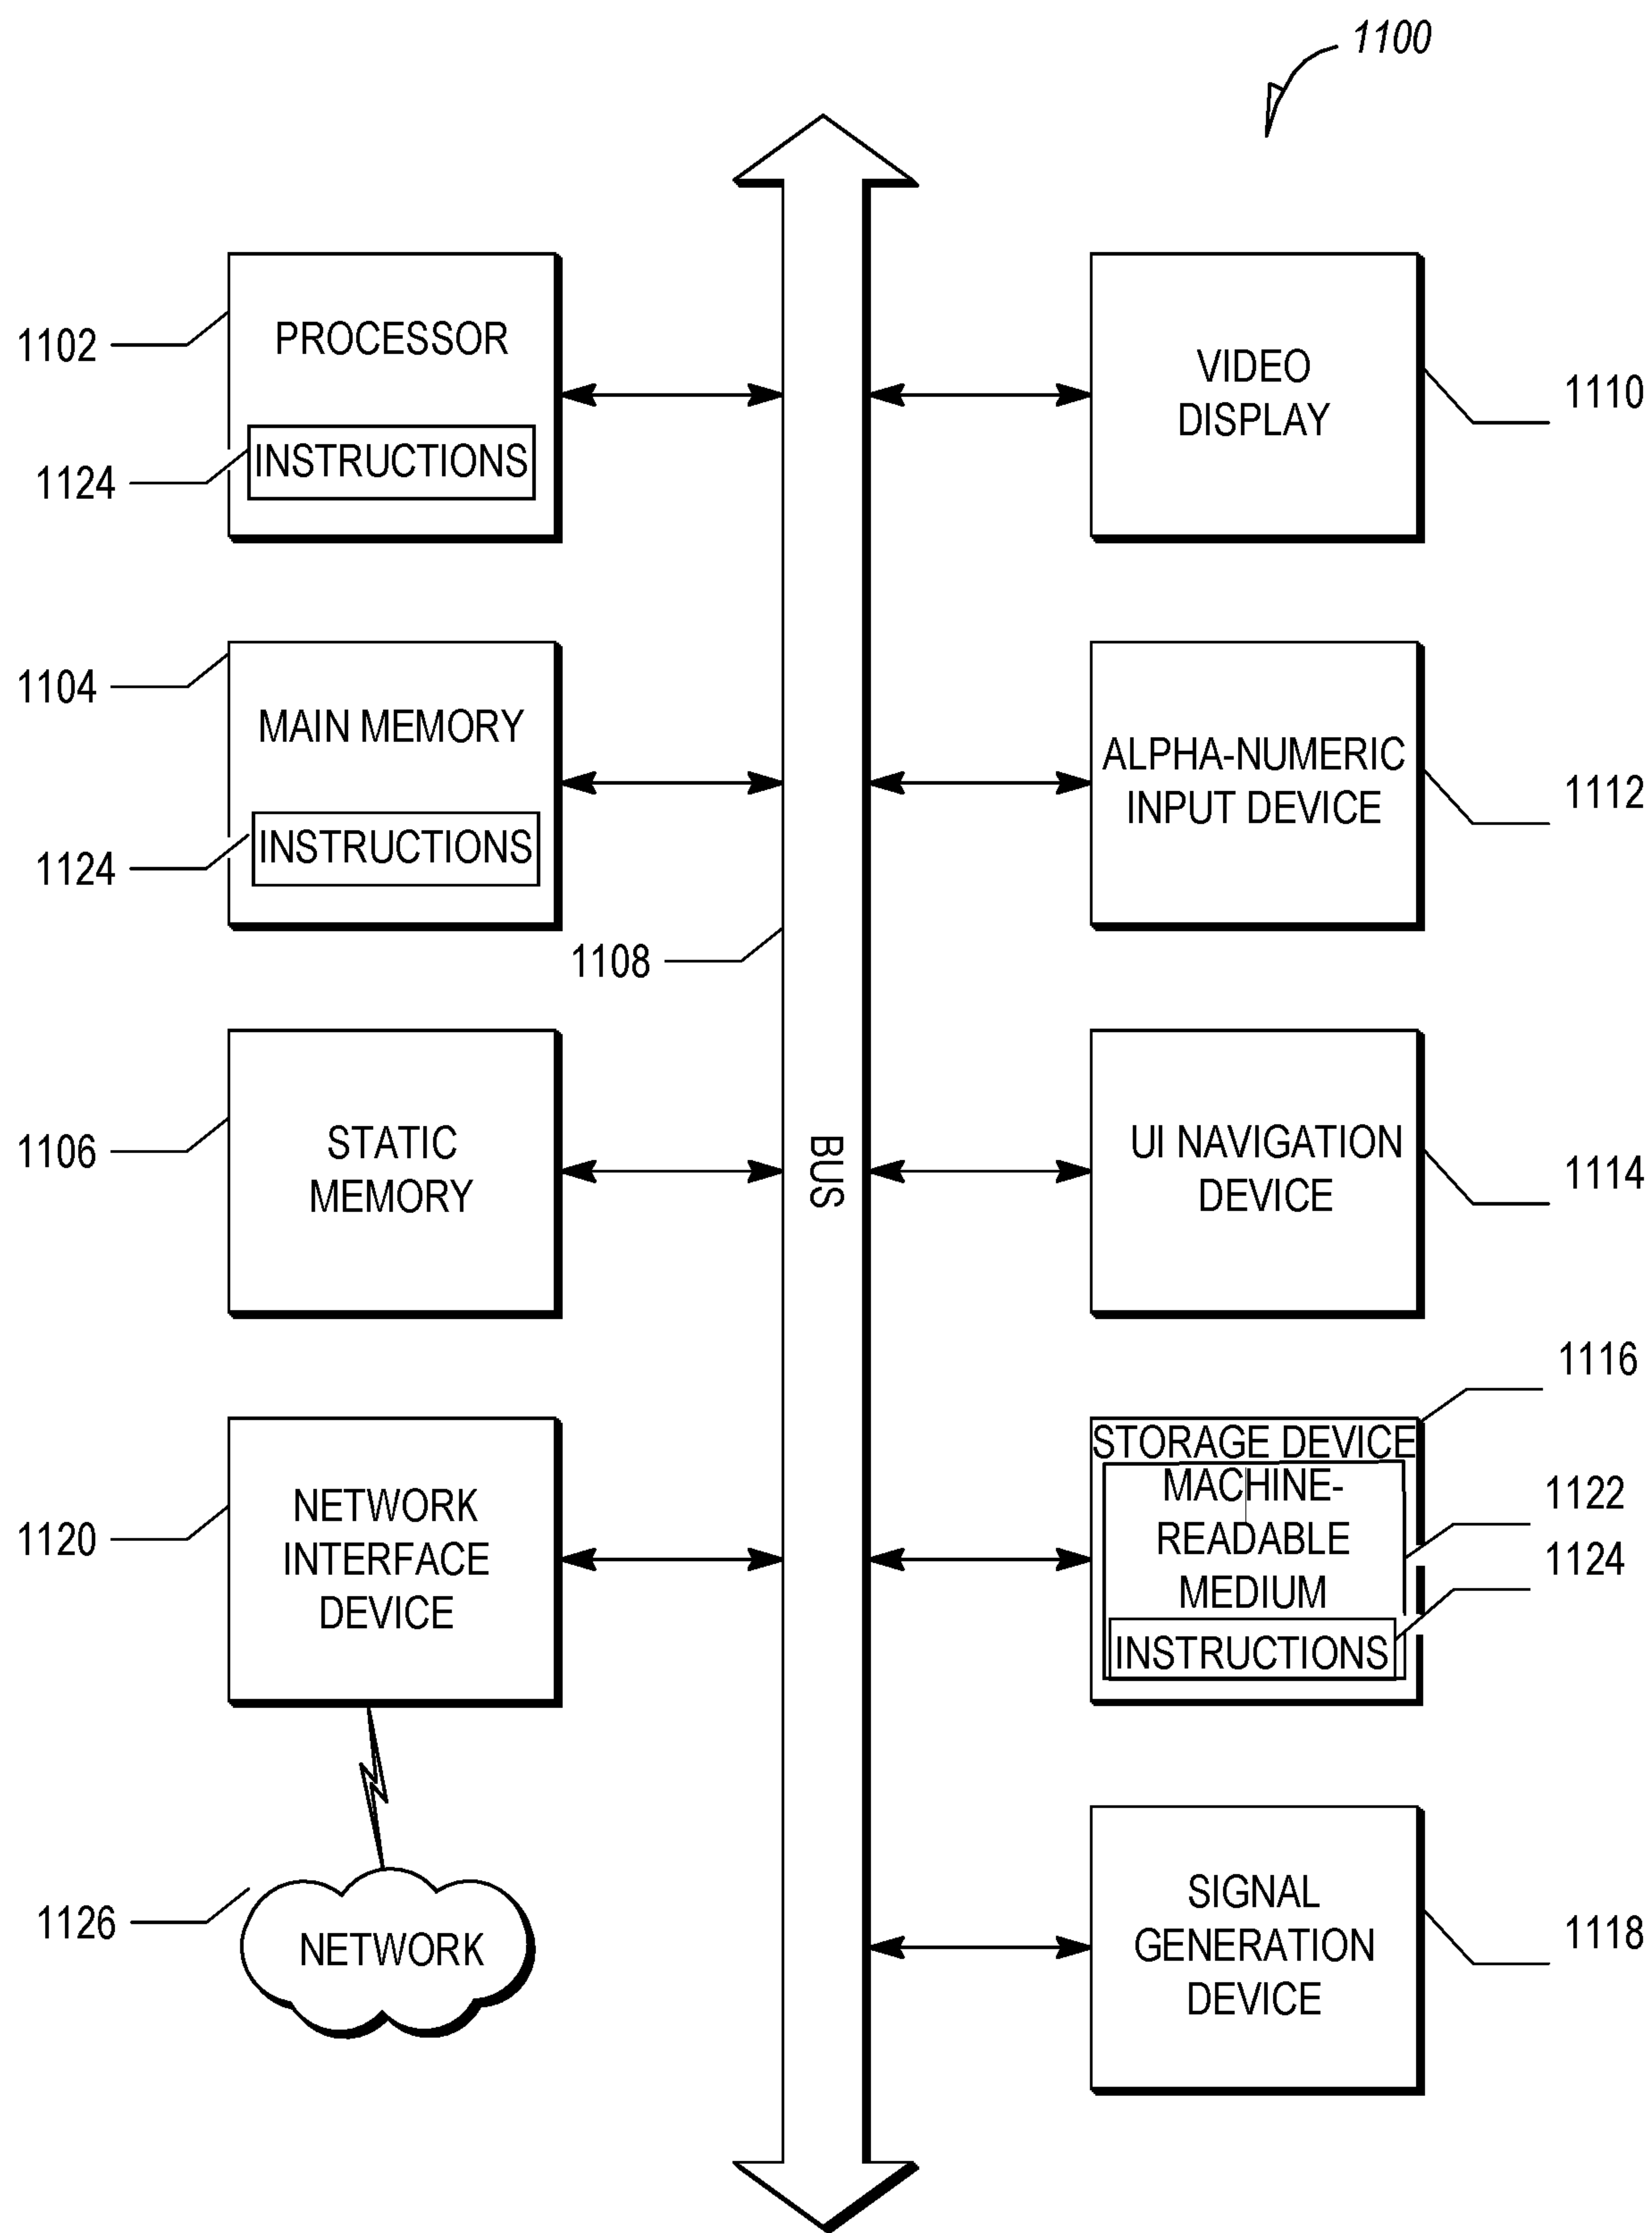 1100
1102
PROCESSOR
1124
INSTRUCTIONS
1104
MAIN MEMORY
1124
INSTRUCTIONS
1108
1106
STATIC
MEMORY
1120
NETWORK
INTERFACE
DEVICE
1126
NETWORK
BUS
VIDEO
DISPLAY
1110
ALPHA-NUMERIC
INPUT DEVICE
1112
UI NAVIGATION
DEVICE
1114
1116
STORAGE DEVICE
MACHINE-
READABLE
MEDIUM
1122
1124
INSTRUCTIONS
SIGNAL
GENERATION
DEVICE
1118